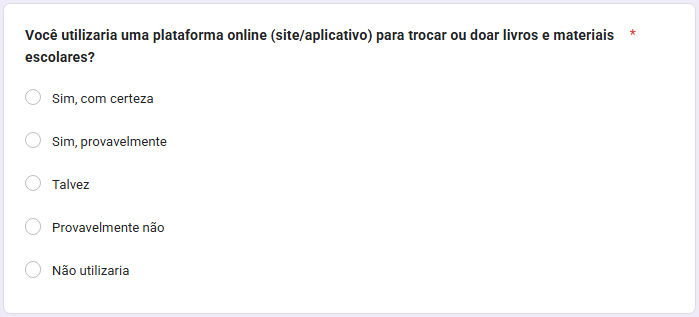 Você utilizaria uma plataforma online (site/aplicativo) para trocar ou doar livros e materiais *
escolares?
Sim, com certeza
Sim, provavelmente
Talvez
Provavelmente não
Não utilizaria